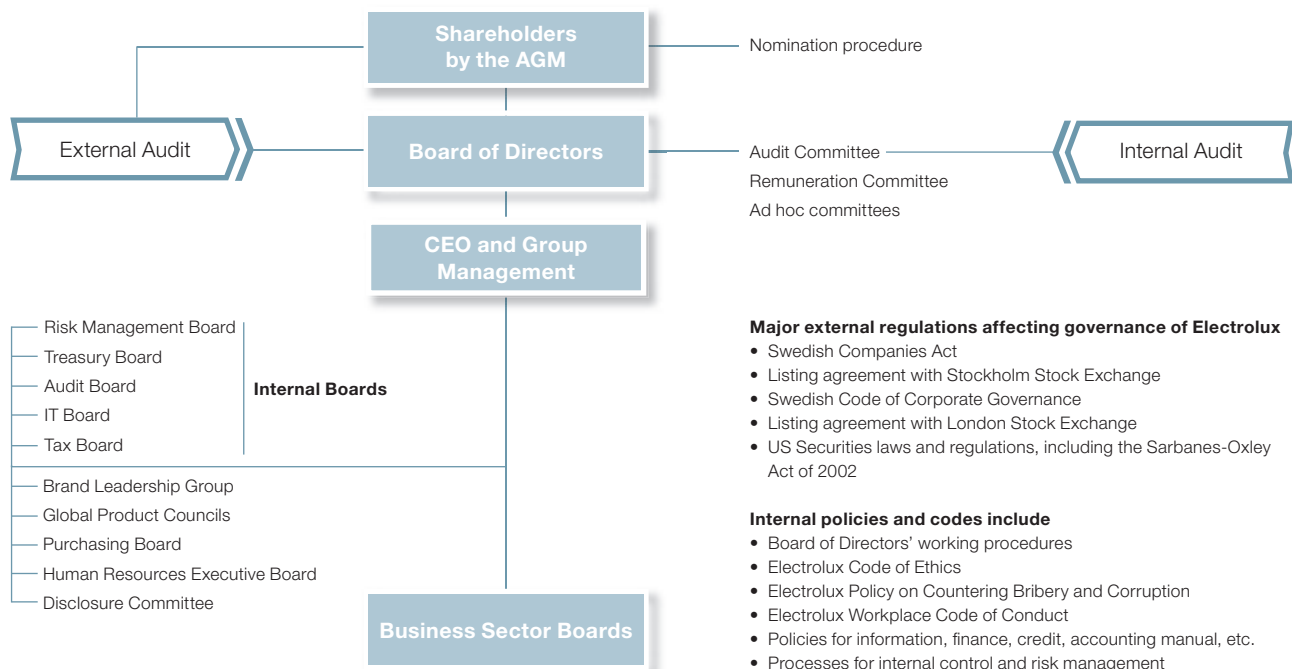 Shareholders
by the AGM
Nomination procedure
External Audit
Board of Directors
Audit Committee
Remuneration Committee
Ad hoc committees
Internal Audit
CEO and Group
Management
Risk Management Board
Treasury Board
Audit Board
IT Board
Tax Board
Internal Boards
Brand Leadership Group
Global Product Councils
Purchasing Board
Human Resources Executive Board
Disclosure Committee
Business Sector Boards
Major external regulations affecting governance of Electrolux
• Swedish Companies Act
• Listing agreement with Stockholm Stock Exchange
• Swedish Code of Corporate Governance
• Listing agreement with London Stock Exchange
• US Securities laws and regulations, including the Sarbanes-Oxley
Act of 2002
Internal policies and codes include
• Board of Directors’ working procedures
• Electrolux Code of Ethics
• Electrolux Policy on Countering Bribery and Corruption
• Electrolux Workplace Code of Conduct
• Policies for information, finance, credit, accounting manual, etc.
• Processes for internal control and risk management